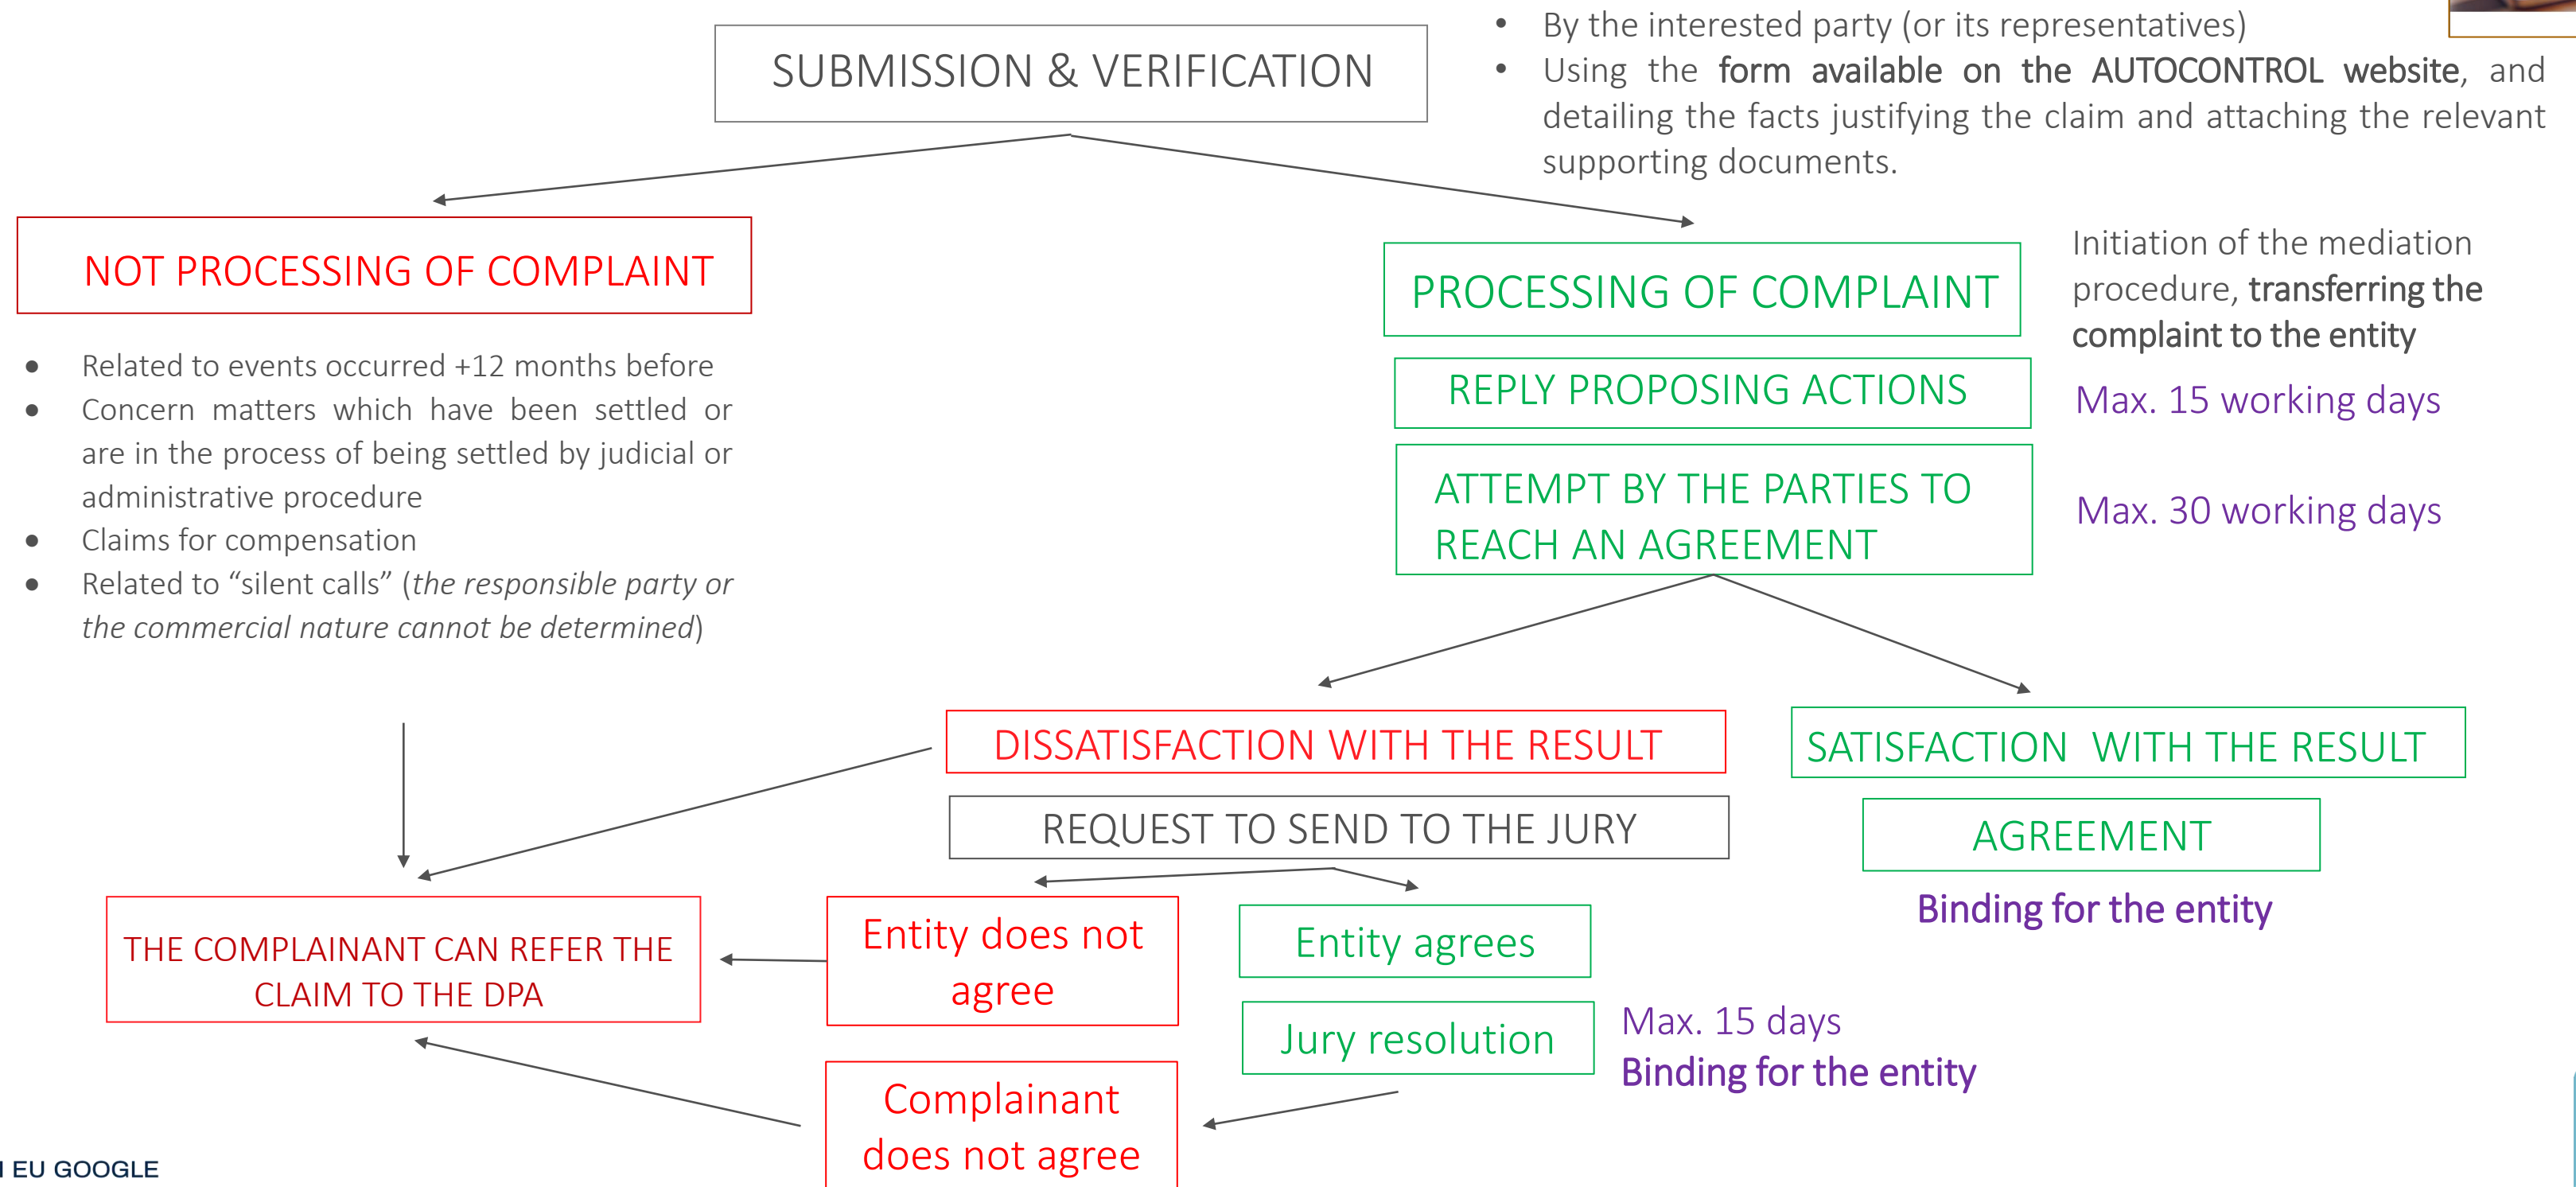 SUBMISSION & VERIFICATION
• By the interested party (or its representatives)
• Using the form available on the AUTOCONTROL website, and
detailing the facts justifying the claim and attaching the relevant
supporting documents.
NOT PROCESSING OF COMPLAINT
• Related to events occurred +12 months before
• Concern matters which have been settled or
are in the process of being settled by judicial or
administrative procedure
• Claims for compensation
• Related to “silent calls” (the responsible party or
the commercial nature cannot be determined)
PROCESSING OF COMPLAINT
Initiation of the mediation
procedure, transferring the
complaint to the entity
REPLY PROPOSING ACTIONS
Max. 15 working days
ATTEMPT BY THE PARTIES TO
REACH AN AGREEMENT
Max. 30 working days
DISSATISFACTION WITH THE RESULT
SATISFACTION WITH THE RESULT
REQUEST TO SEND TO THE JURY
AGREEMENT
Binding for the entity
THE COMPLAINANT CAN REFER THE
CLAIM TO THE DPA
Entity does not
agree
Entity agrees
Jury resolution
Max. 15 days
Binding for the entity
Complainant
does not agree
EU GOOGLE